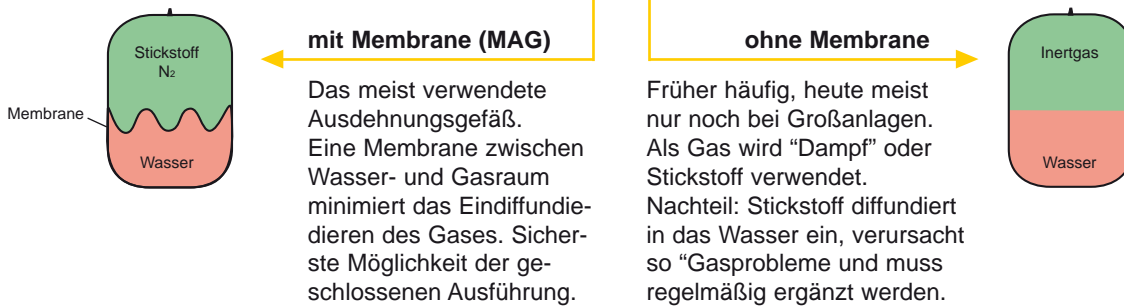 Stickstoff
N₂
Membrane
Wasser
mit Membrane (MAG)
Das meist verwendete
Ausdehnungsgefäß.
Eine Membrane zwischen
Wasser- und Gasraum
minimiert das Eindiffundie-
dieren des Gases. Sicher-
ste Möglichkeit der ge-
schlossenen Ausführung.
ohne Membrane
Früher häufig, heute meist
nur noch bei Großanlagen.
Als Gas wird “Dampf” oder
Stickstoff verwendet.
Nachteil: Stickstoff diffundiert
in das Wasser ein, verursacht
so “Gasprobleme und muss
regelmäßig ergänzt werden.
Inertgas
Wasser